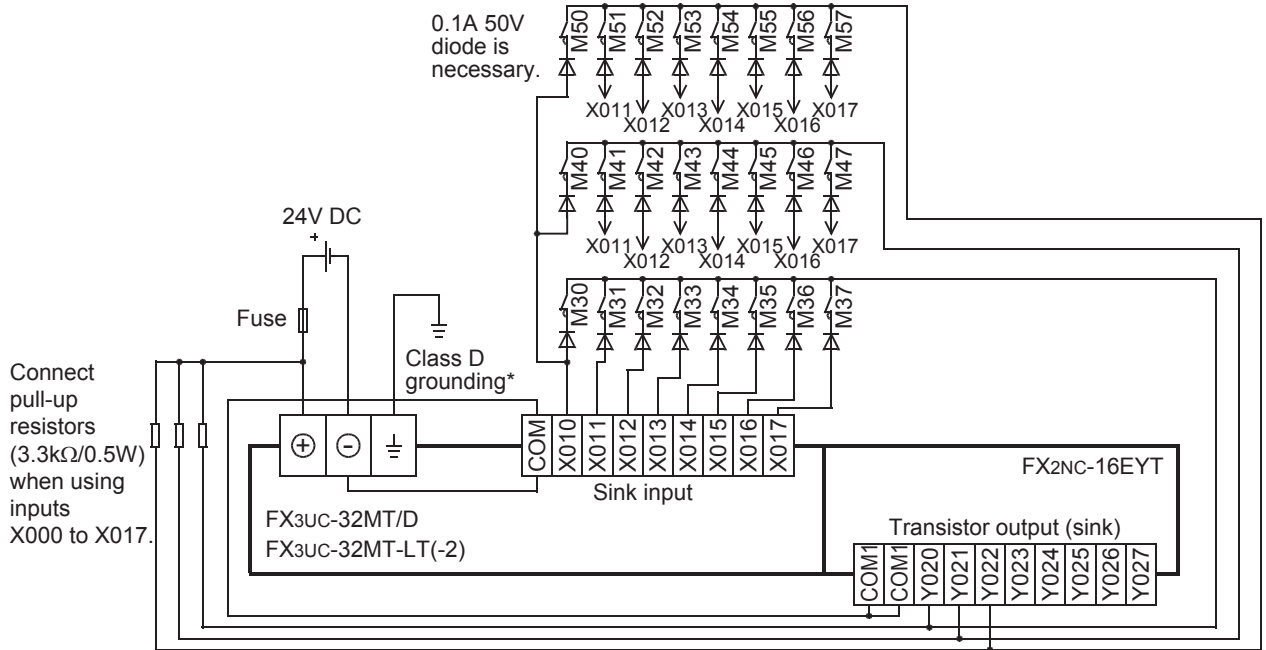 0.1A 50V
diode is
necessary.
M50 M51 M52 M53 M54 M55 M56 M57
X011 X013 X015 X017
X012 X014 X016
M40 M41 M42 M43 M44 M45 M46 M47
X011 X013 X015 X017
X012 X014 X016
24V DC
+
M30 M31 M32 M33 M34 M35 M36 M37
Fuse
Class D
grounding*
Connect
pull-up
resistors
(3.3kΩ/0.5W)
when using
inputs
X000 to X017.
+ -
COM X010 X011 X012 X013 X014 X015 X016 X017
Sink input
FX2NC-16EYT
FX3UC-32MT/D
FX3UC-32MT-LT(-2)
Transistor output (sink)
COM1 COM1 Y020 Y021 Y022 Y023 Y024 Y025 Y026 Y027